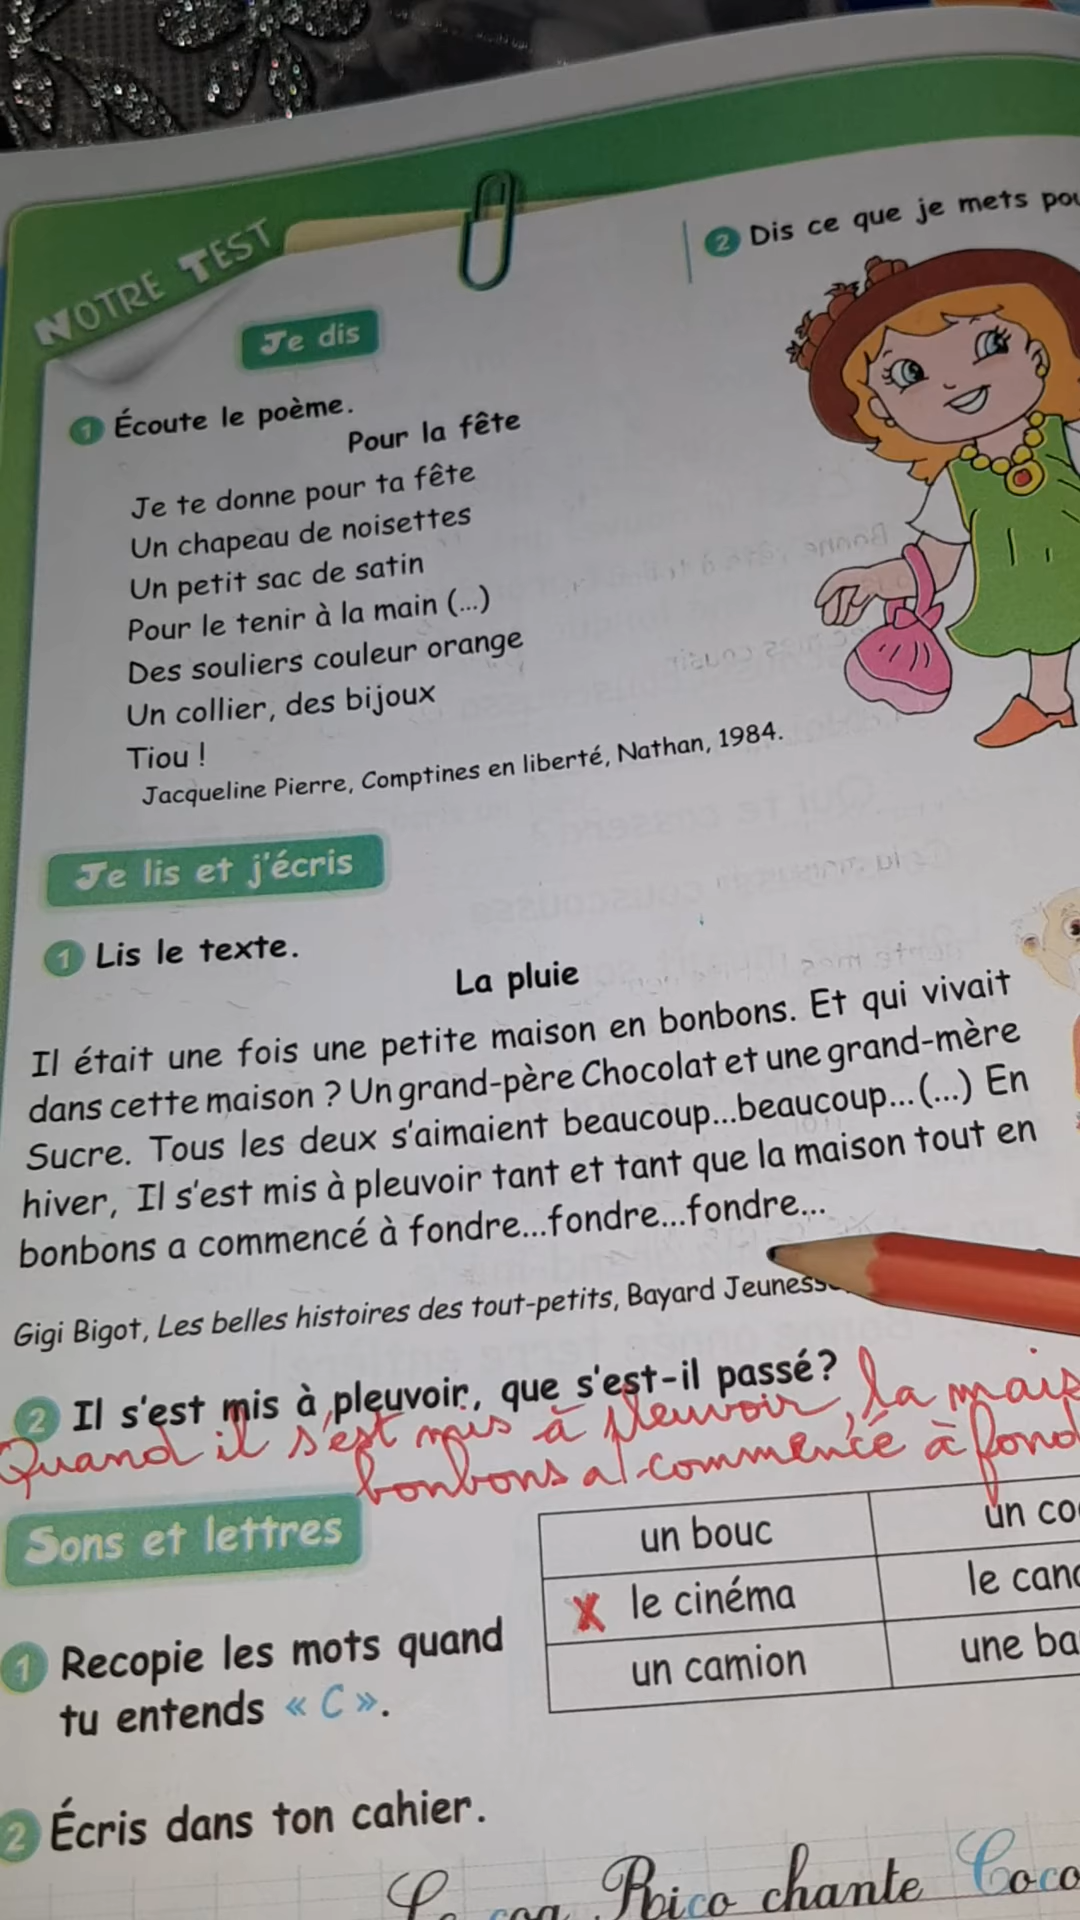 NOTRE TEST
Je dis
1 Écoute le poème.
Pour la fête
Je te donne pour ta fête
Un chapeau de noisettes
Un petit sac de satin
Pour le tenir à la main (...)
Des souliers couleur orange
Un collier, des bijoux
Tiou !
Jacqueline Pierre, Comptines en liberté, Nathan, 1984.
2 Dis ce que je mets
Je lis et j'écris
1 Lis le texte.
La pluie
Il était une fois une petite maison en bonbons. Et qui vivait
dans cette maison ? Un grand-père Chocolat et une grand-mère
Sucre. Tous les deux s'aimaient beaucoup...beaucoup...(...) En
hiver, Il s'est mis à pleuvoir tant et tant que la maison tout en
bonbons a commencé à fondre...fondre...fondre...
Gigi Bigot, Les belles histoires des tout-petits, Bayard
2 Il s'est mis à pleuvoir, que s'est-il passé?
Quand il s'est mis à pleuvoir, la
bonbons a commencé à
Sons et lettres
1 Recopie les mots quand
tu entends « C ».
un bouc un
X le cinéma le
un camion une
2 Écris dans ton cahier.
chante